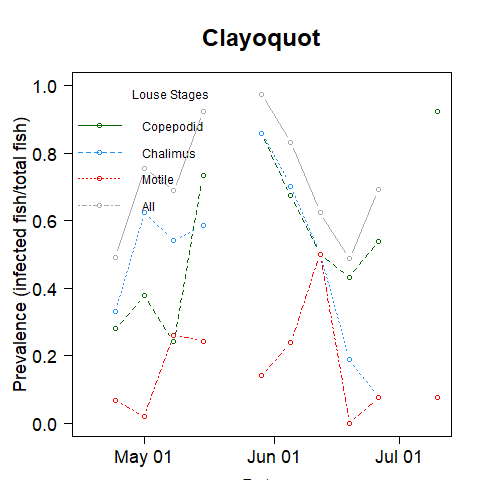 Clayoquot
Prevalence (infected fish/total fish)
1.0
0.8
0.6
0.4
0.2
0.0
Louse Stages
Copepodid
Chalimus
Motile
All
May 01
Jun 01
Jul 01